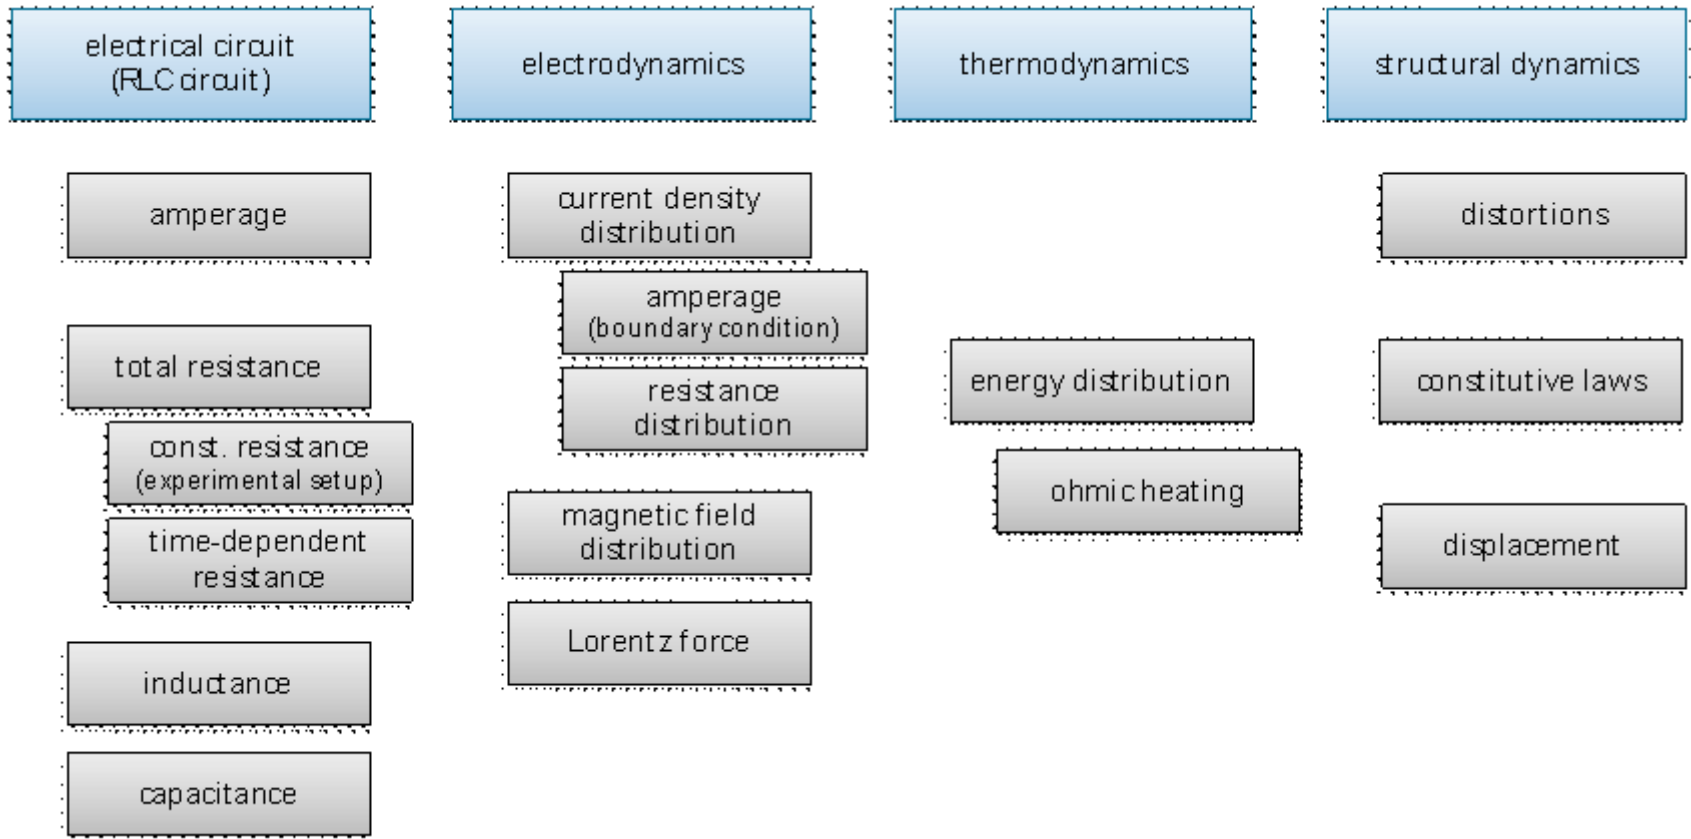 electrical circuit
(RLC circuit)
amperage
total resistance
const. resistance
(experimental setup)
time-dependent
resistance
inductance
capacitance
electrodynamics
current density
distribution
amperage
(boundary condition)
resistance
distribution
magnetic field
distribution
Lorentz force
thermodynamics
energy distribution
ohmic heating
structural dynamics
distortions
constitutive laws
displacement